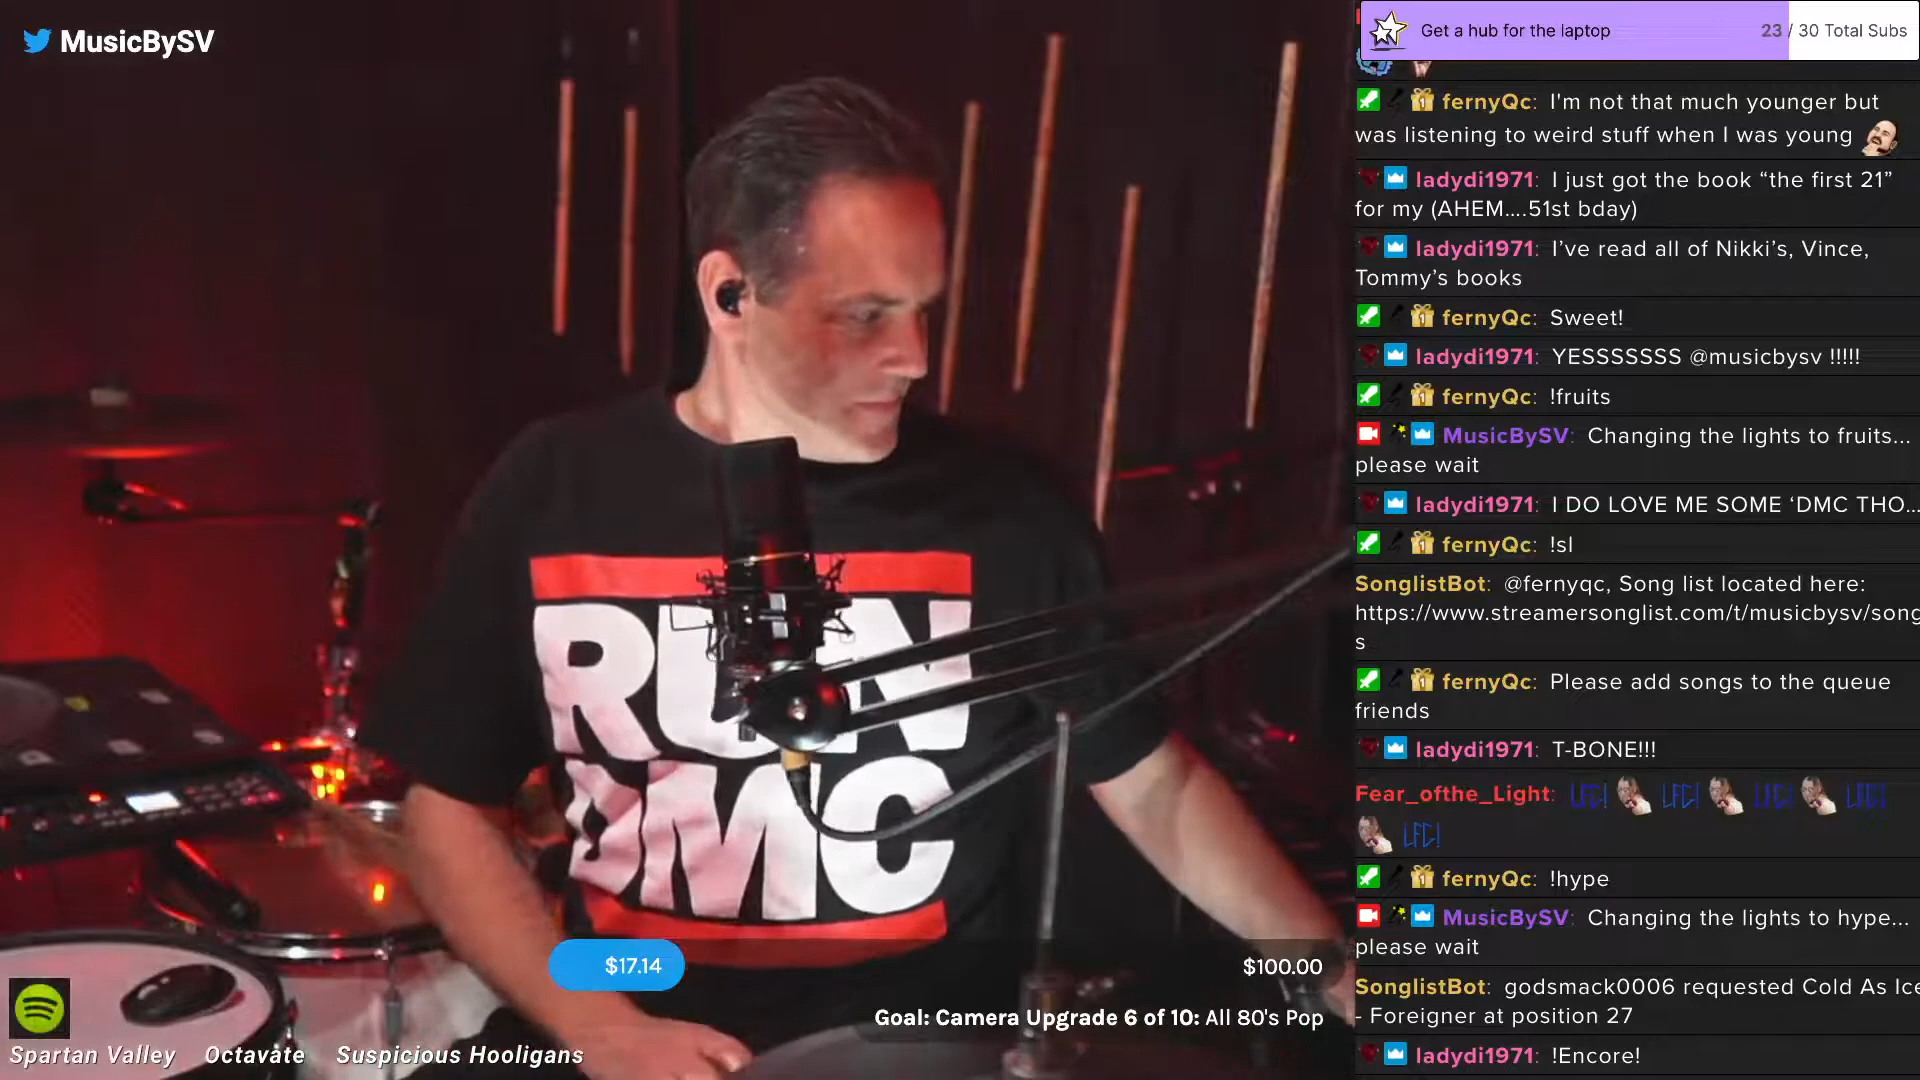 MusicBySV
Get a hub for the laptop 23 / 30 Total Subs
fernyQc: I'm not that much younger but
was listening to weird stuff when I was young
ladydi1971: I just got the book “the first 21”
for my (AHEM....51st bday)
ladydi1971: I’ve read all of Nikki’s, Vince,
Tommy’s books
fernyQc: Sweet!
ladydi1971: YESSSSSSS @musicbysv !!!!!
fernyQc: !fruits
MusicBySV: Changing the lights to fruits...
please wait
ladydi1971: I DO LOVE ME SOME ‘DMC THO...
fernyQc: !sl
SonglistBot: @fernyqc, Song list located here:
https://www.streamersonglist.com/t/musicbysv/song
s
fernyQc: Please add songs to the queue
friends
ladydi1971: T-BONE!!!
Fear_ofthe_Light: LFG! LFG! LFG! LFG!
LFG!
fernyQc: !hype
MusicBySV: Changing the lights to hype...
please wait
SonglistBot: godsmack0006 requested Cold As Ice
- Foreigner at position 27
ladydi1971: !Encore!
RUN
DMC
$17.14 $100.00
Goal: Camera Upgrade 6 of 10: All 80's Pop
Spartan Valley Octavate Suspicious Hooligans